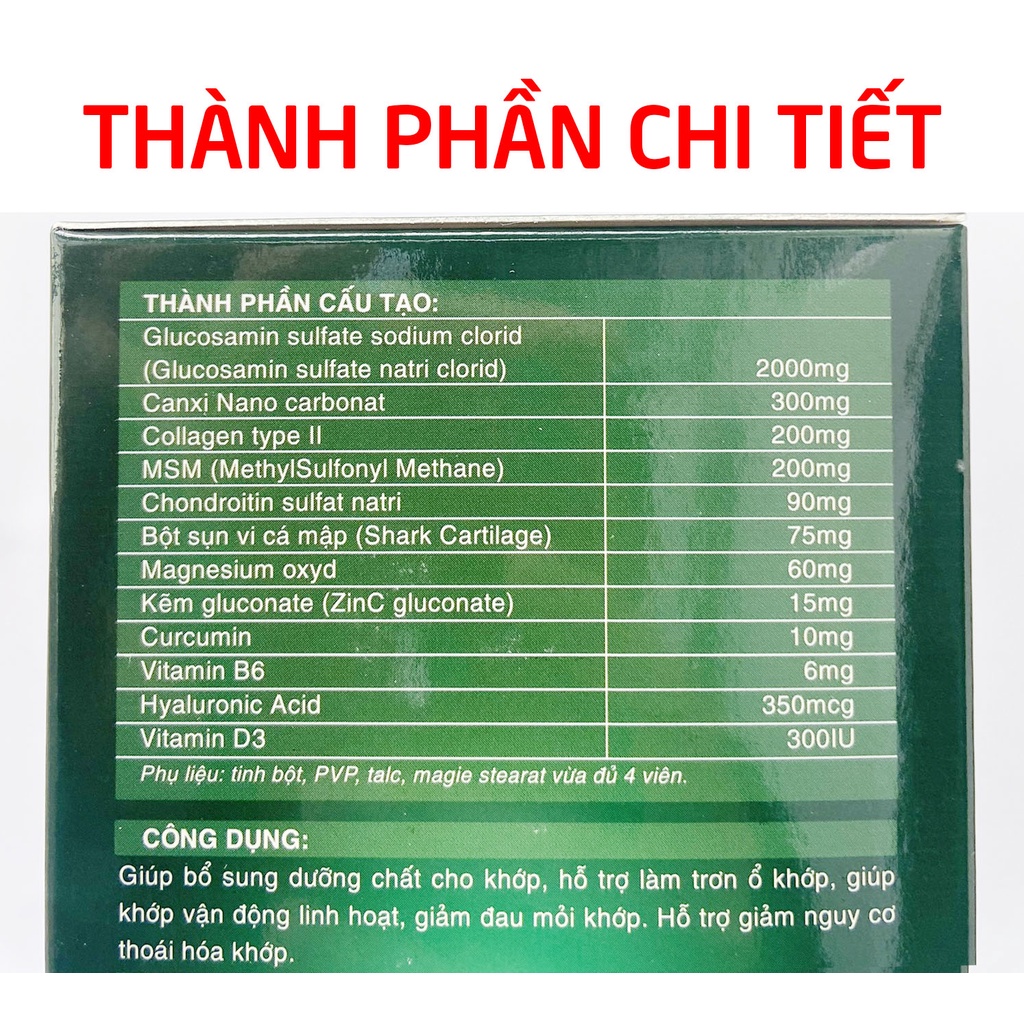 THÀNH PHẦN CHI TIẾT
THÀNH PHẦN CẤU TẠO:
Glucosamin sulfate sodium clorid
(Glucosamin sulfate natri clorid) 2000mg
Canxi Nano carbonat 300mg
Collagen type II 200mg
MSM (MethylSulfonyl Methane) 200mg
Chondroitin sulfat natri 90mg
Bột sụn vi cá mập (Shark Cartilage) 75mg
Magnesium oxyd 60mg
Kẽm gluconate (ZinC gluconate) 15mg
Curcumin 10mg
Vitamin B6 6mg
Hyaluronic Acid 350mcg
Vitamin D3 300IU
Phụ liệu: tinh bột, PVP, talc, magie stearat vừa đủ 4 viên.
CÔNG DỤNG:
Giúp bổ sung dưỡng chất cho khớp, hỗ trợ làm trơn ổ khớp, giúp
khớp vận động linh hoạt, giảm đau mỏi khớp. Hỗ trợ giảm nguy cơ
thoái hóa khớp.